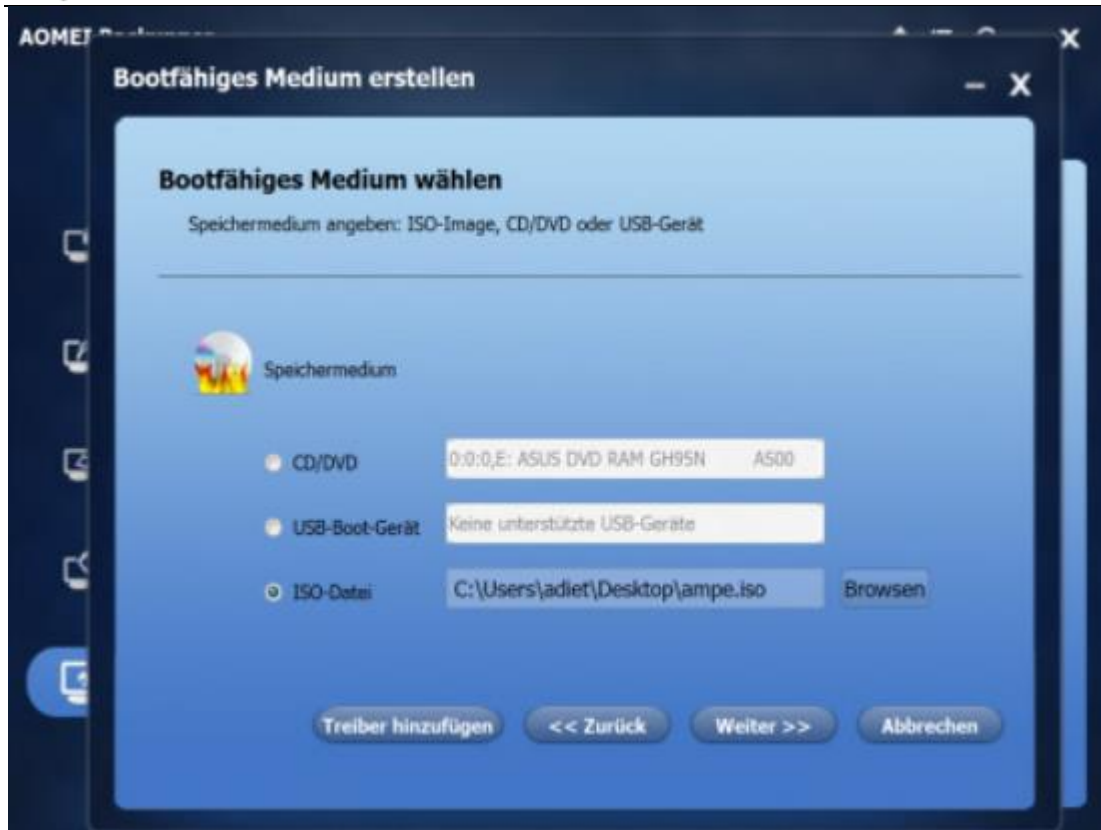 AOMEI
Bootfähiges Medium erstellen
Bootfähiges Medium wählen
Speichermedium angeben: ISO-Image, CD/DVD oder USB-Gerät
Speichermedium
CD/DVD 0:0:0,E: ASUS DVD RAM GH95N A500
USB-Boot-Gerät Keine unterstützte USB-Geräte
ISO-Datei C:\Users\adiet\Desktop\ampe.iso Browsen
Treiber hinzufügen << Zurück Weiter >> Abbrechen